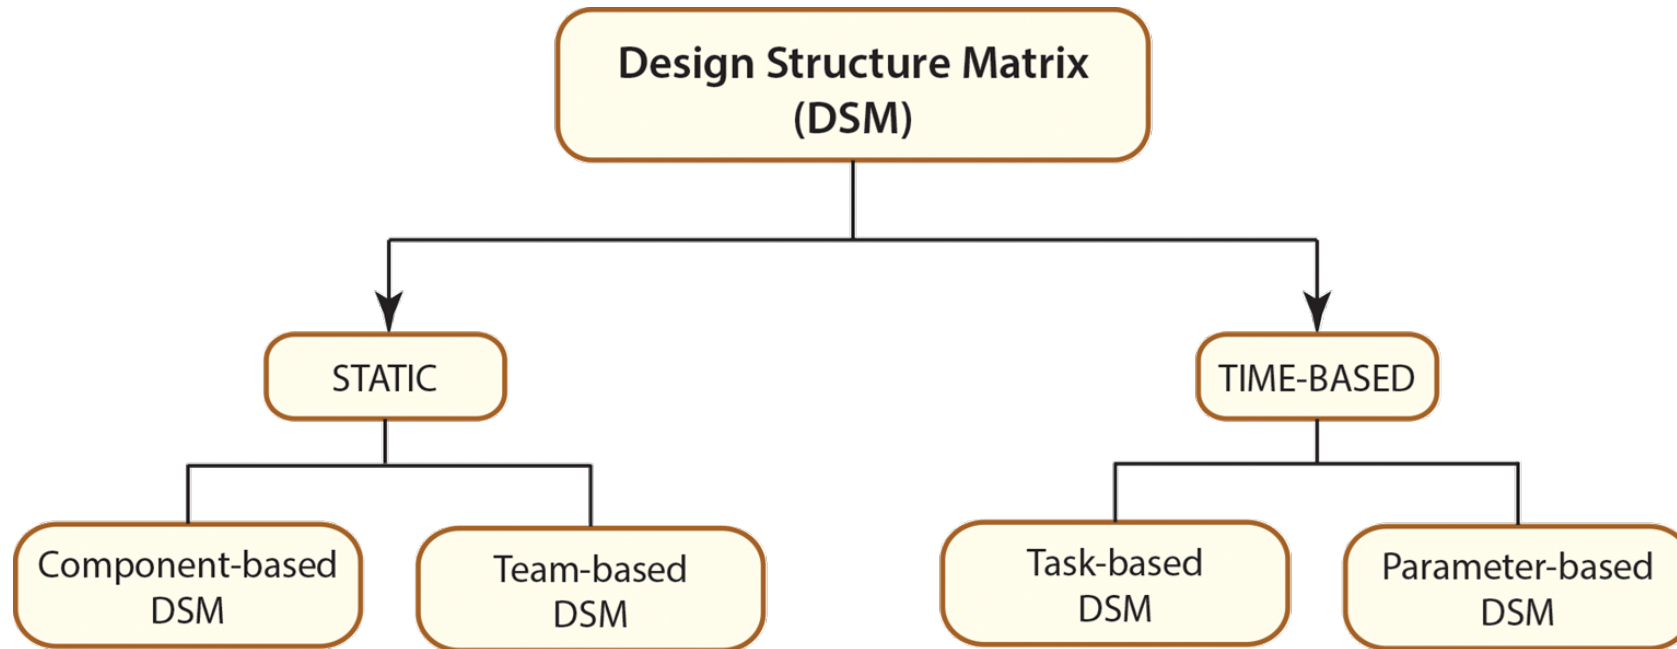 Design Structure Matrix
(DSM)
STATIC
TIME-BASED
Component-based
DSM
Team-based
DSM
Task-based
DSM
Parameter-based
DSM